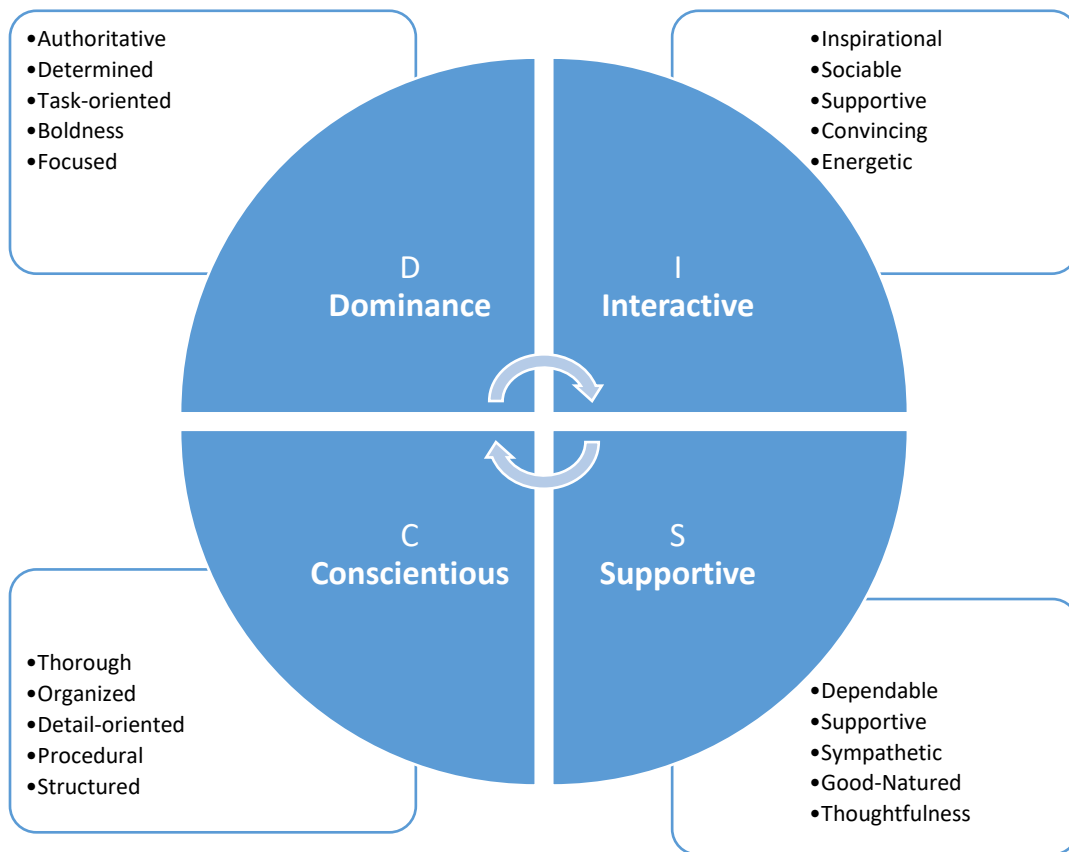 •Authoritative
•Determined
•Task-oriented
•Boldness
•Focused
•Inspirational
•Sociable
•Supportive
•Convincing
•Energetic
D
Dominance
I
Interactive
C
Conscientious
S
Supportive
•Thorough
•Organized
•Detail-oriented
•Procedural
•Structured
•Dependable
•Supportive
•Sympathetic
•Good-Natured
•Thoughtfulness